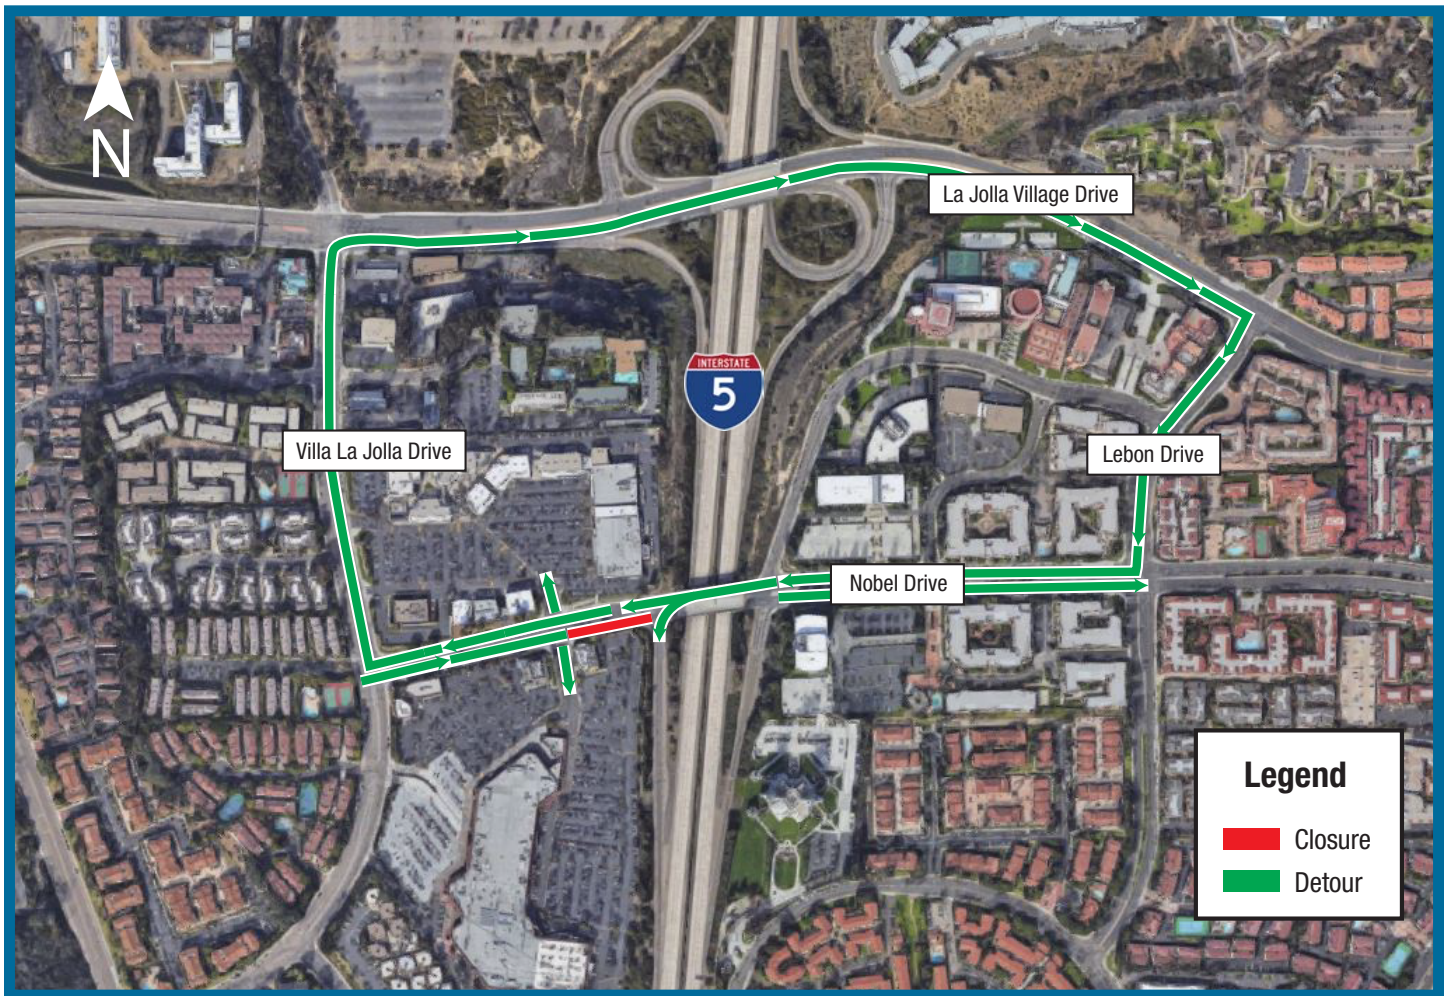 N
La Jolla Village Drive
INTERSTATE
5
Villa La Jolla Drive
Lebon Drive
Nobel Drive
Legend
Closure
Detour